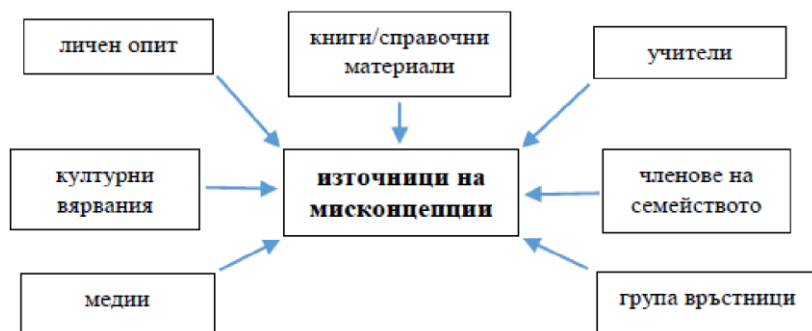 личен опит
книги/справочни
материали
учители
културни
вярвания
източници на
мисконцепции
членове на
семейството
медии
група връстници